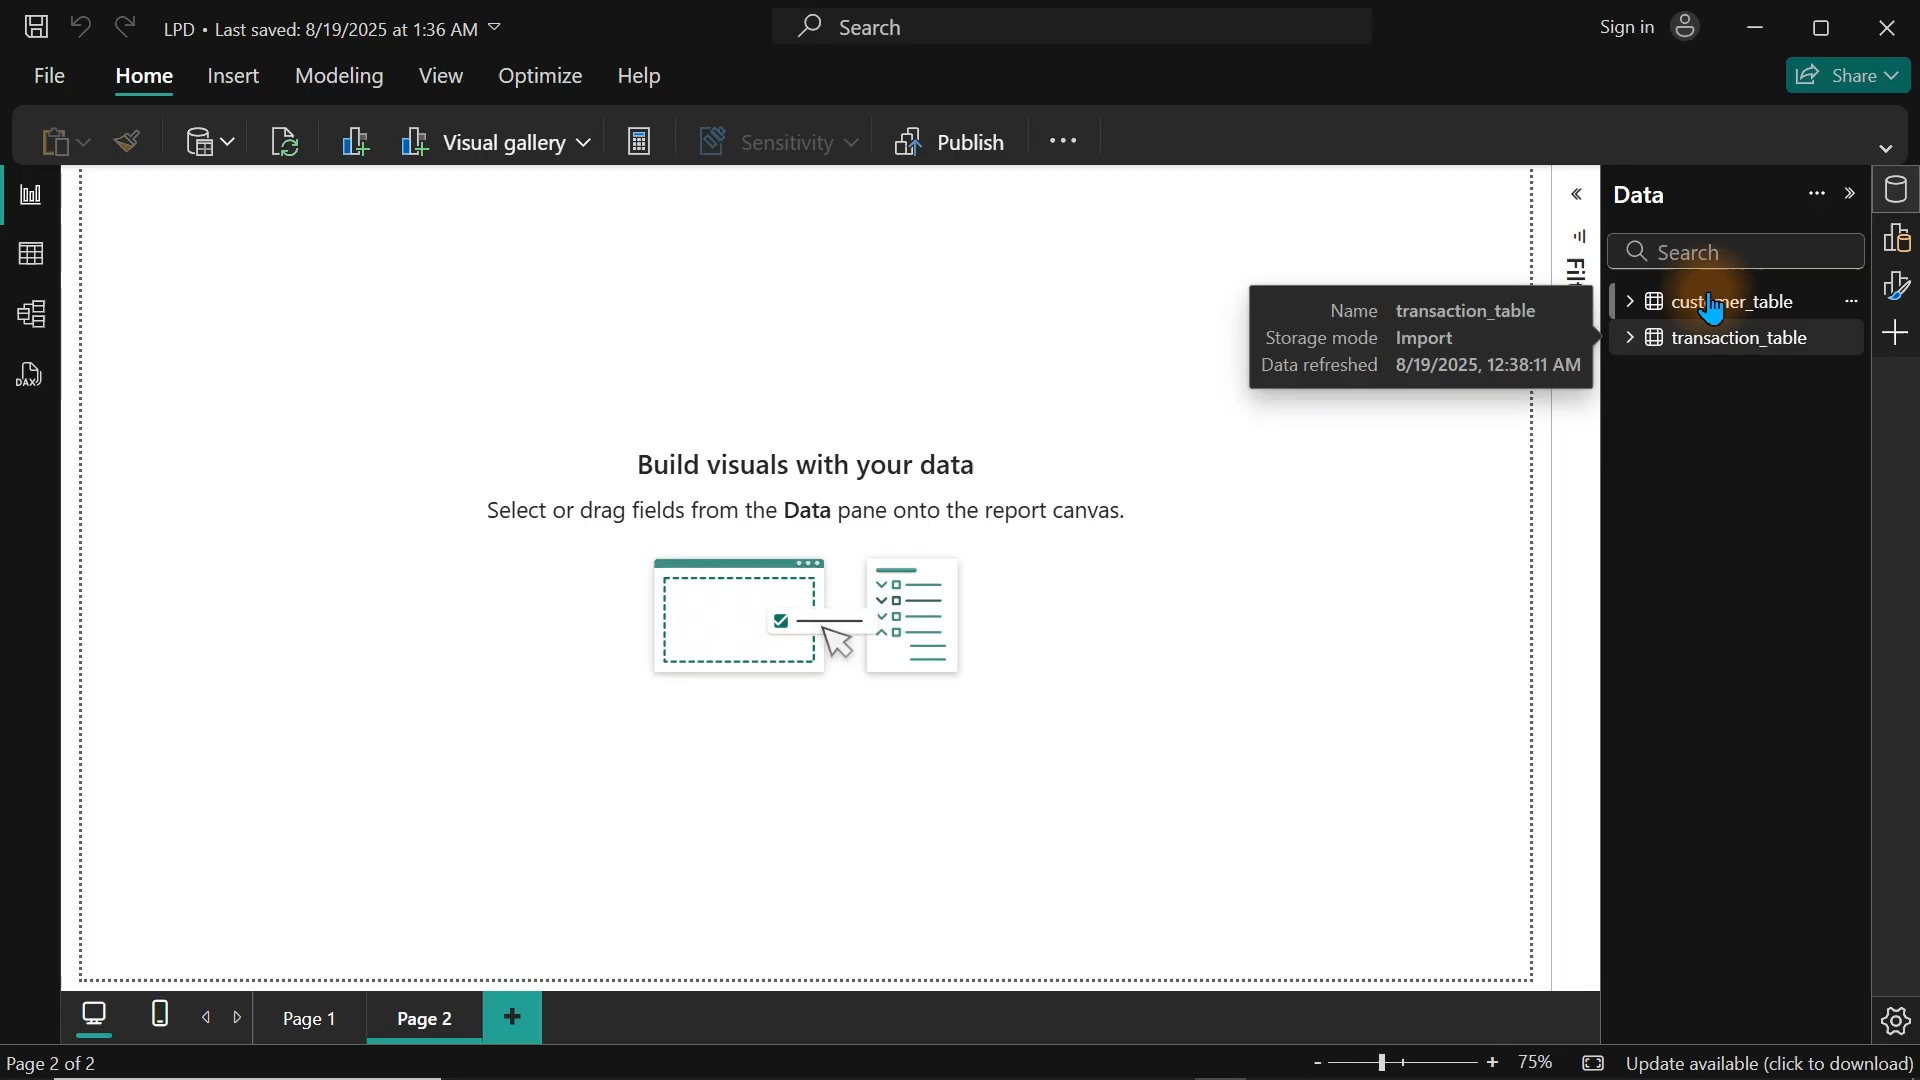 LPD • Last saved: 8/19/2025 at 1:36 AM
Search
Sign in
File Home Insert Modeling View Optimize Help
Share
Visual gallery
Sensitivity
Publish
Data
Search
customer_table
transaction_table
Name transaction_table
Storage mode Import
Data refreshed 8/19/2025, 12:38:11 AM
DAX
Build visuals with your data
Select or drag fields from the Data pane onto the report canvas.
Page 1
Page 2
Page 2 of 2
75%
Update available (click to download)